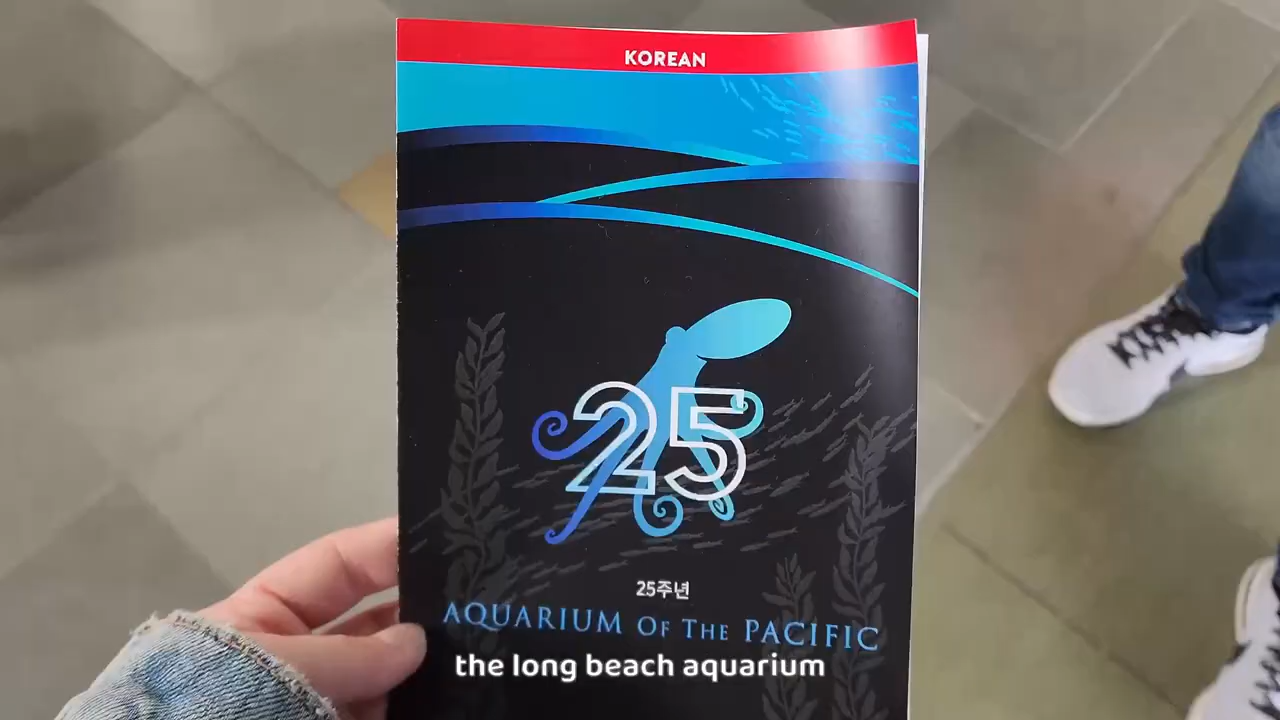 KOREAN
25
25주년
AQUARIUM OF THE PACIFIC
the long beach aquarium